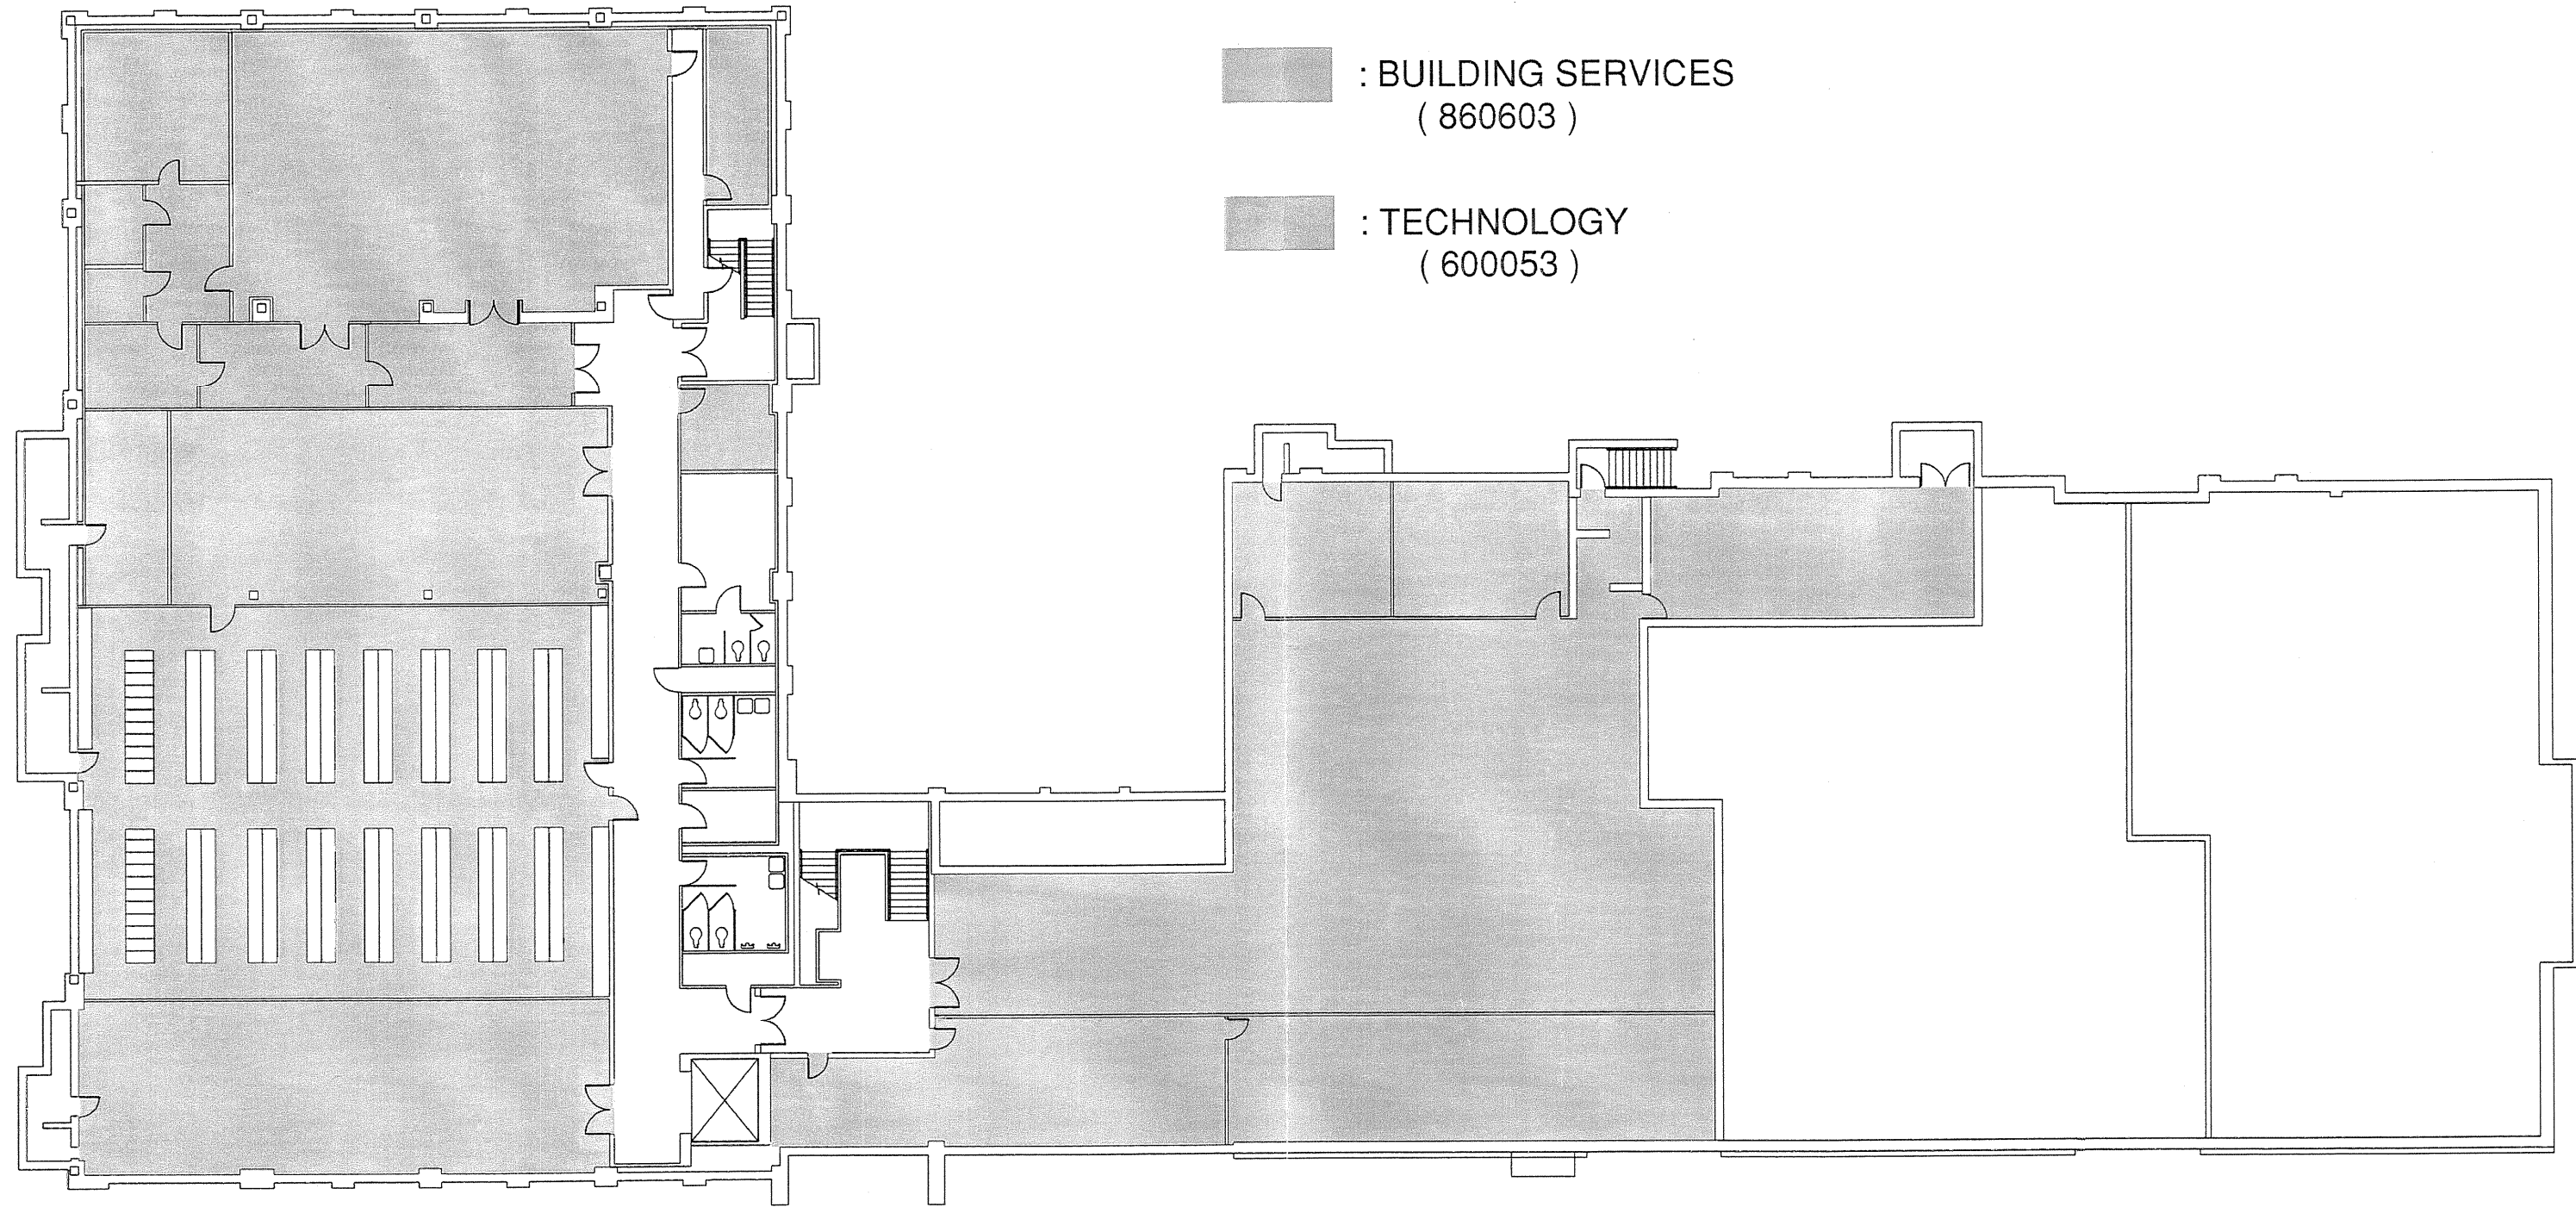 : BUILDING SERVICES
( 860603 )
: TECHNOLOGY
( 600053 )